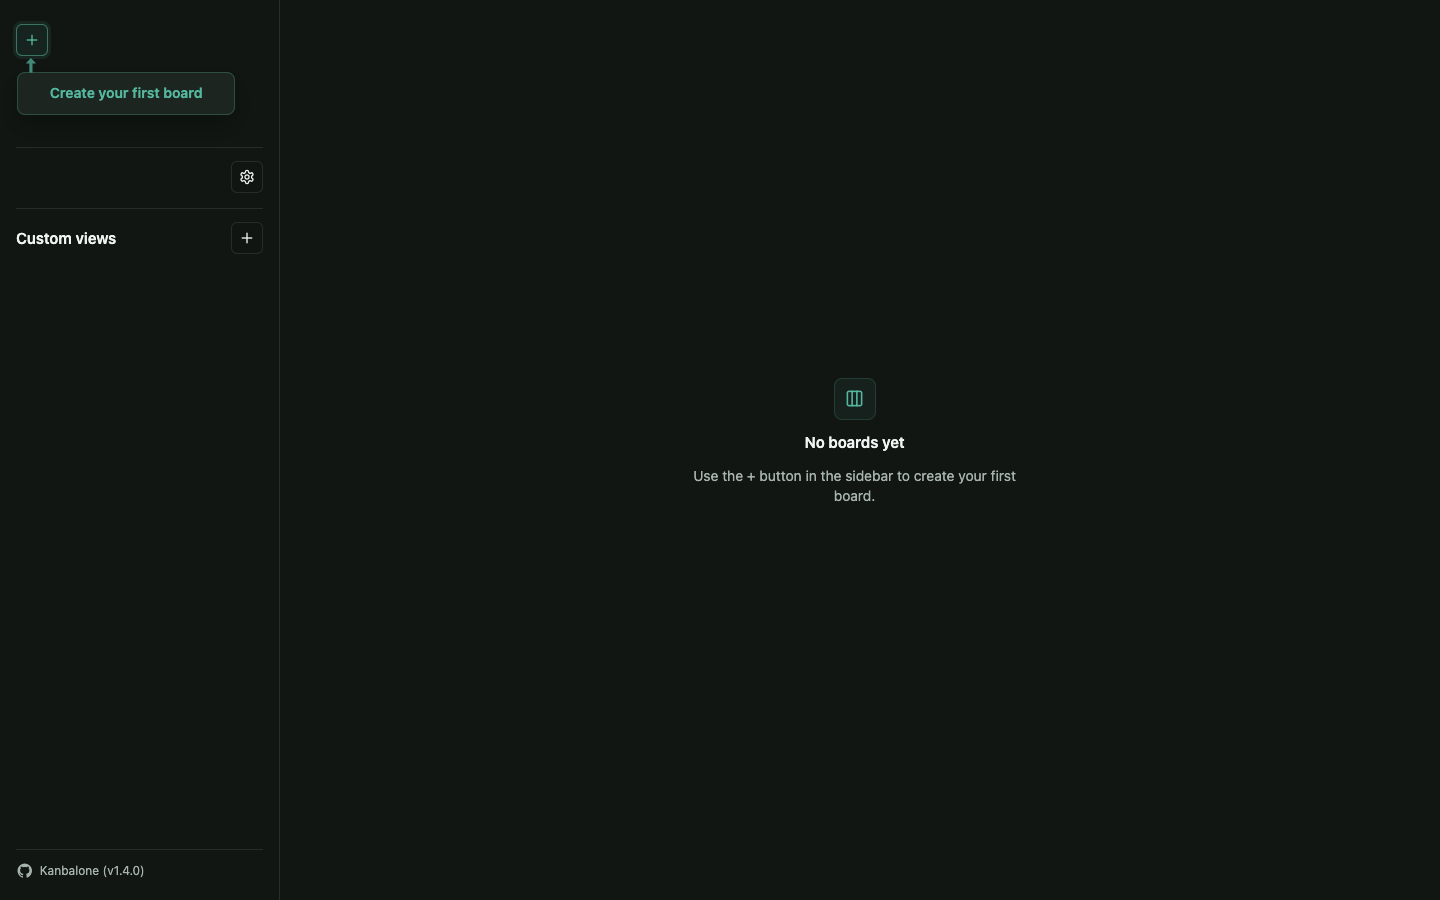 Create your first board
Custom views
No boards yet
Use the + button in the sidebar to create your first
board.
Kanbalone (v1.4.0)